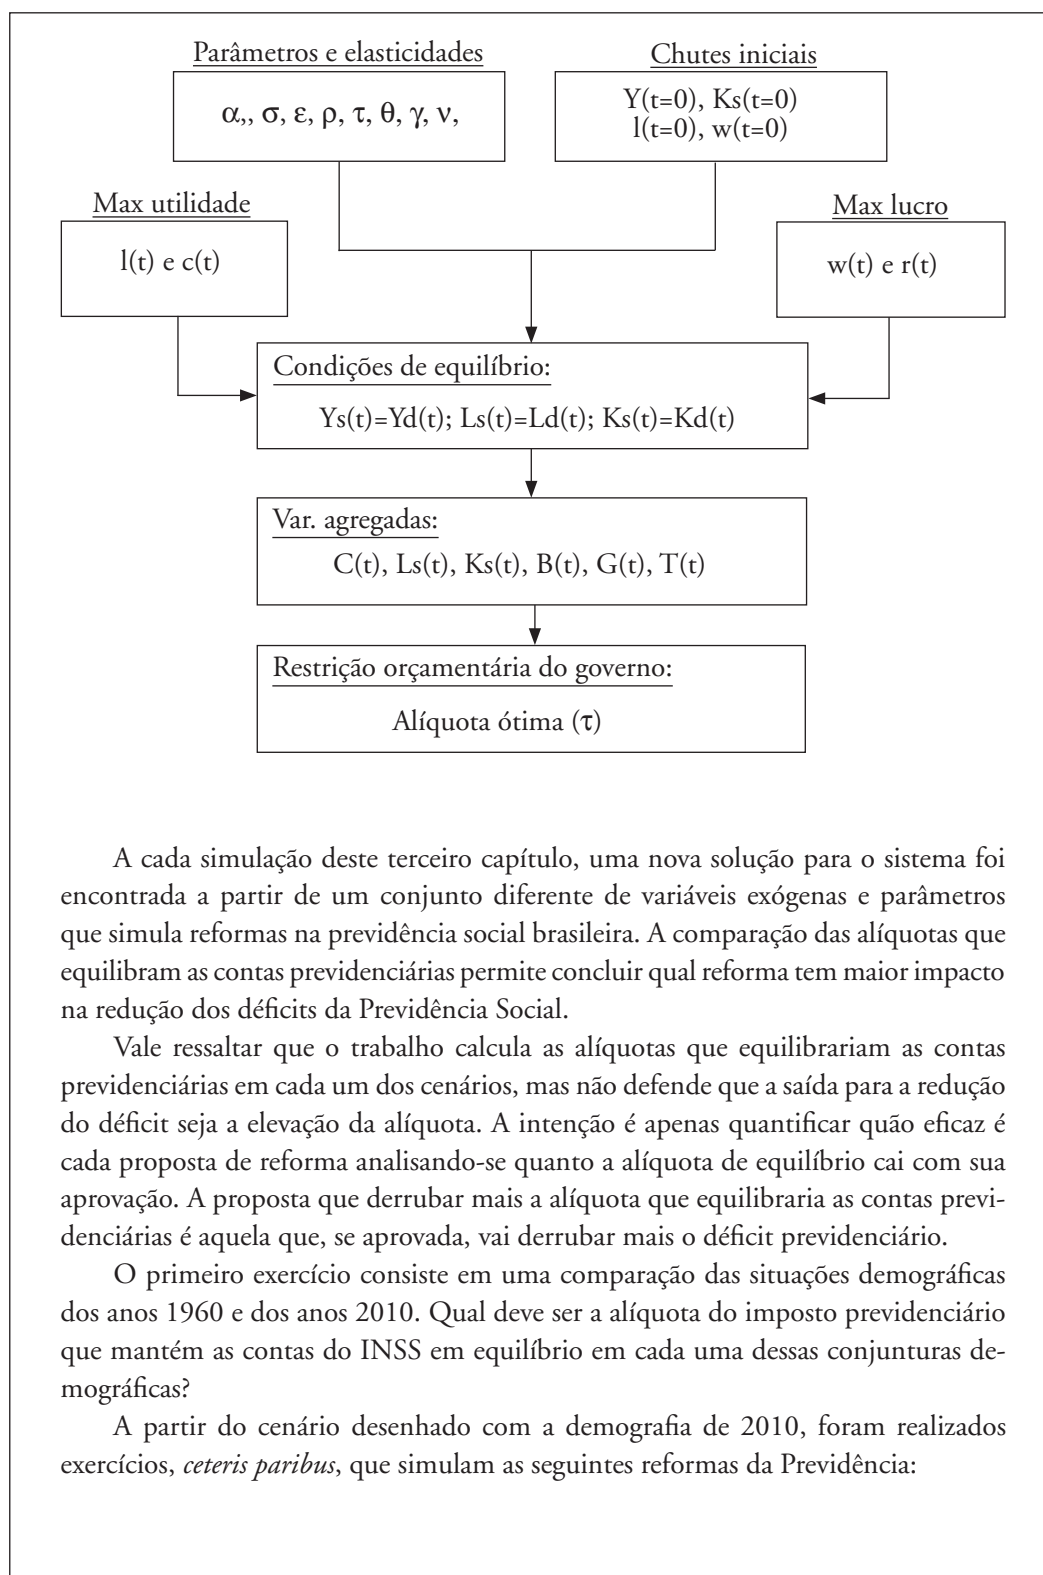 Parâmetros e elasticidades
α,, σ, ε, ρ, τ, θ, γ, ν,
Chutes iniciais
Y(t=0), Ks(t=0)
l(t=0), w(t=0)
Max utilidade
l(t) e c(t)
Max lucro
w(t) e r(t)
Condições de equilíbrio:
Ys(t)=Yd(t); Ls(t)=Ld(t); Ks(t)=Kd(t)
Var. agregadas:
C(t), Ls(t), Ks(t), B(t), G(t), T(t)
Restrição orçamentária do governo:
Alíquota ótima (τ)
A cada simulação deste terceiro capítulo, uma nova solução para o sistema foi
encontrada a partir de um conjunto diferente de variáveis exógenas e parâmetros
que simula reformas na previdência social brasileira. A comparação das alíquotas que
equilibram as contas previdenciárias permite concluir qual reforma tem maior impacto
na redução dos déficits da Previdência Social.
Vale ressaltar que o trabalho calcula as alíquotas que equilibrariam as contas
previdenciárias em cada um dos cenários, mas não defende que a saída para a redução
do déficit seja a elevação da alíquota. A intenção é apenas quantificar quão eficaz é
cada proposta de reforma analisando-se quanto a alíquota de equilíbrio cai com sua
aprovação. A proposta que derrubar mais a alíquota que equilibraria as contas previ-
denciárias é aquela que, se aprovada, vai derrubar mais o déficit previdenciário.
O primeiro exercício consiste em uma comparação das situações demográficas
dos anos 1960 e dos anos 2010. Qual deve ser a alíquota do imposto previdenciário
que mantém as contas do INSS em equilíbrio em cada uma dessas conjunturas de-
mográficas?
A partir do cenário desenhado com a demografia de 2010, foram realizados
exercícios, ceteris paribus, que simulam as seguintes reformas da Previdência: